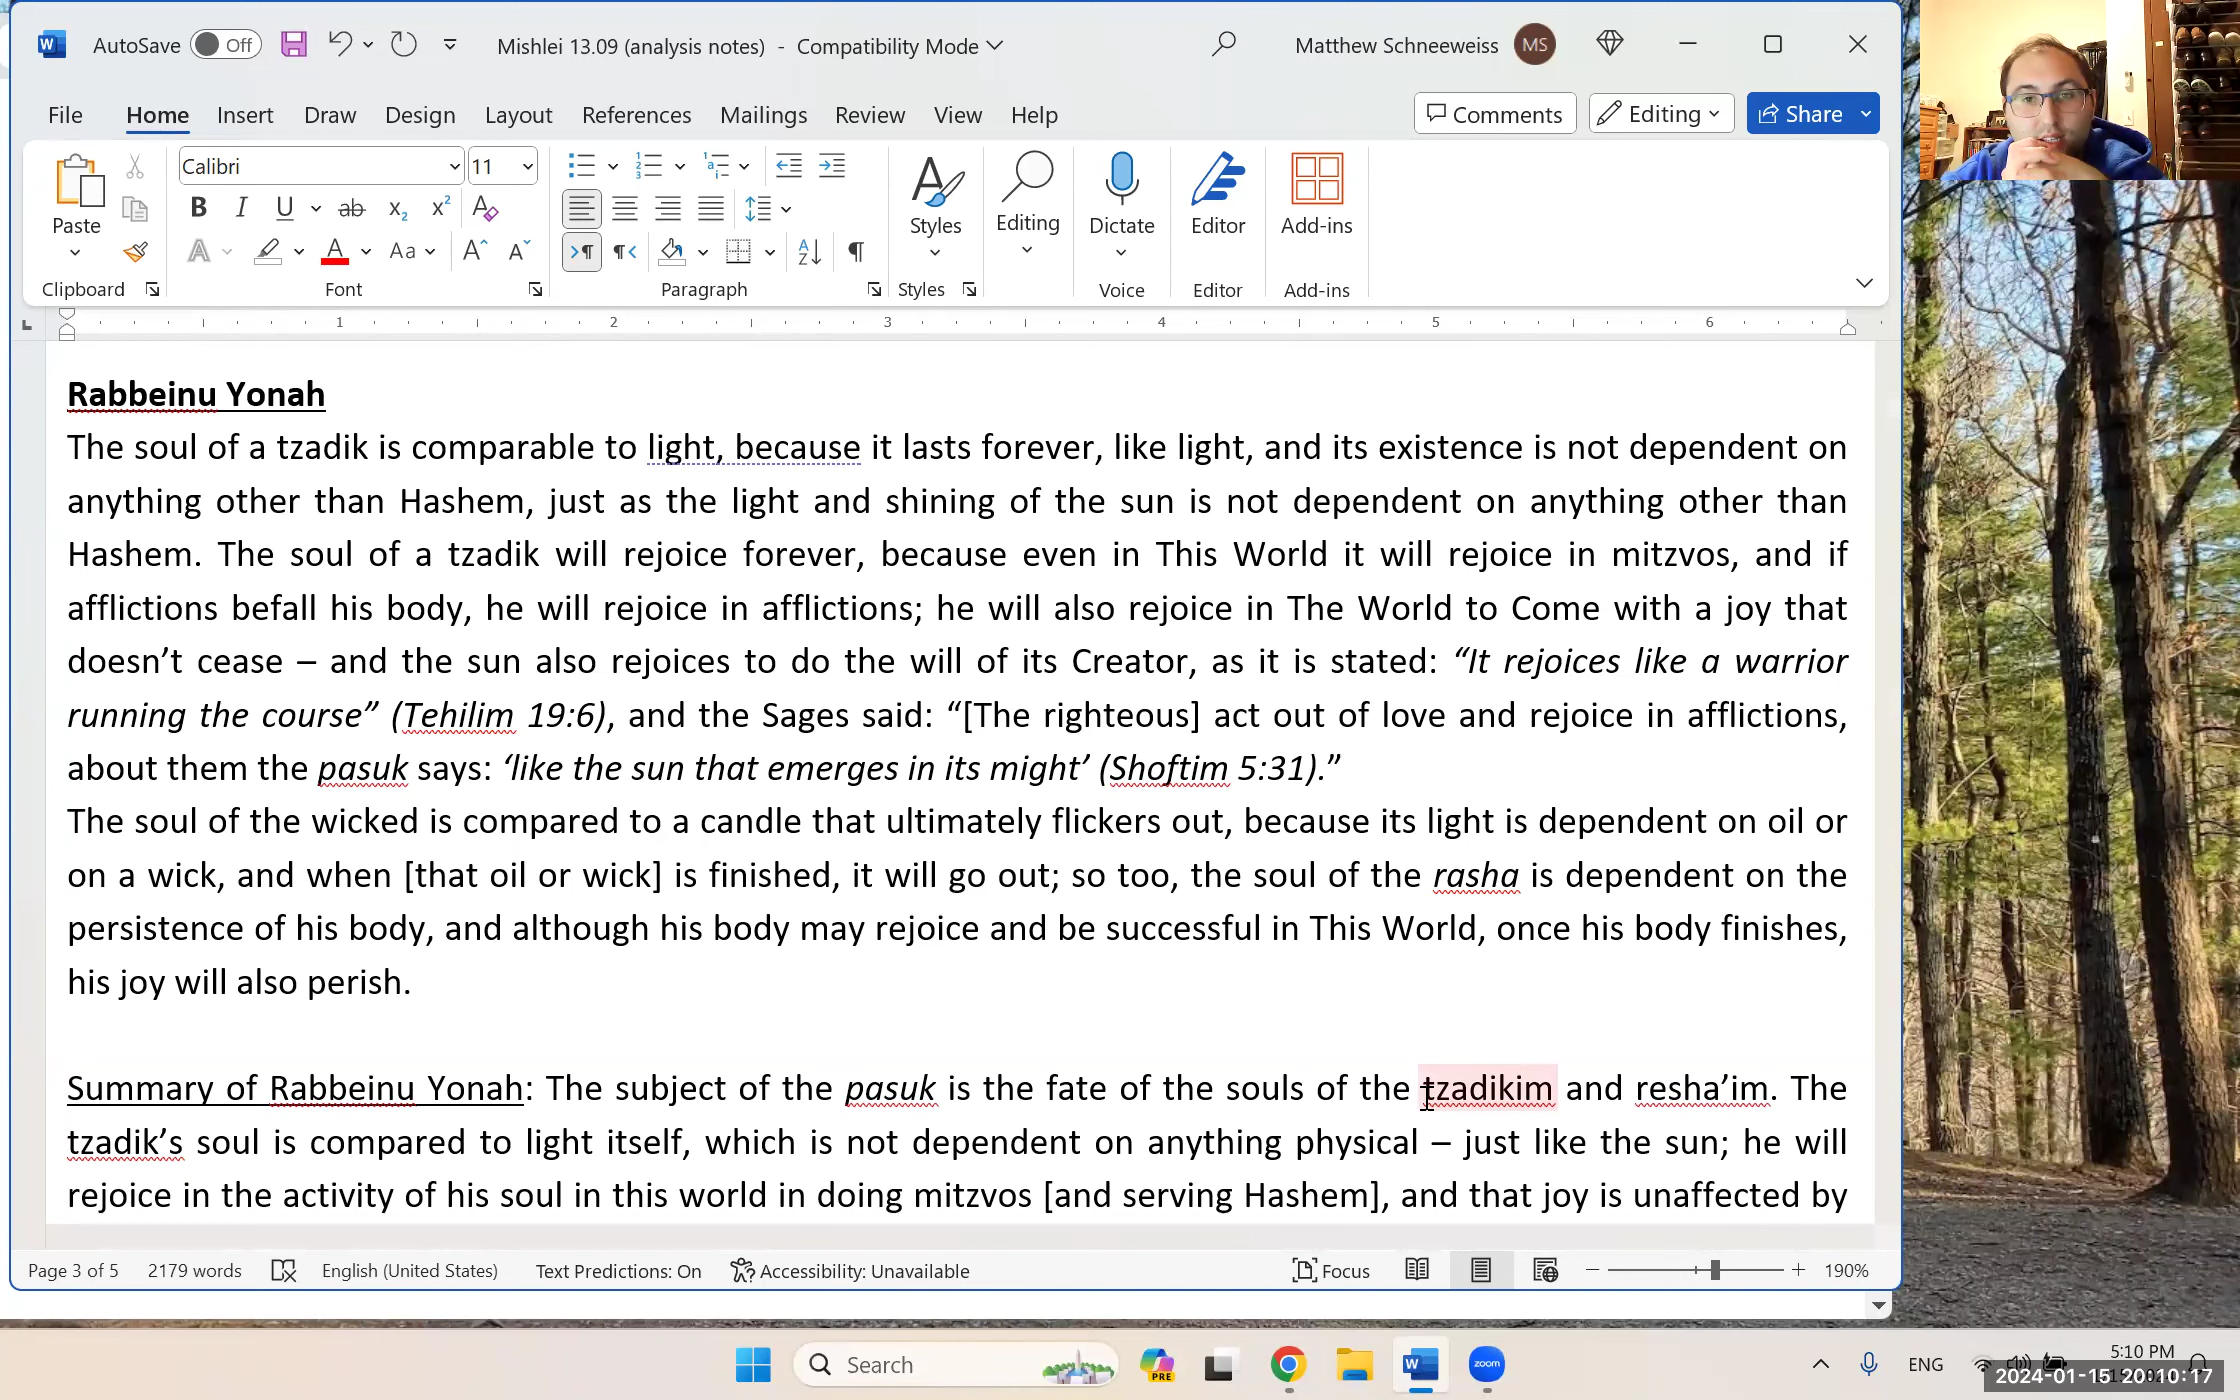 AutoSave Off Mishlei 13.09 (analysis notes) - Compatibility Mode Matthew Schneeweiss MS
File Home Insert Draw Design Layout References Mailings Review View Help Comments Editing Share
Paste
Clipboard
Calibri 11
Font
Paragraph
Styles
Styles
Editing
Dictate
Voice
Editor
Editor
Add-ins
Add-ins
1 2 3 4 5 6
Rabbeinu Yonah
The soul of a tzadik is comparable to light, because it lasts forever, like light, and its existence is not dependent on
anything other than Hashem, just as the light and shining of the sun is not dependent on anything other than
Hashem. The soul of a tzadik will rejoice forever, because even in This World it will rejoice in mitzvos, and if
afflictions befall his body, he will rejoice in afflictions; he will also rejoice in The World to Come with a joy that
doesn’t cease – and the sun also rejoices to do the will of its Creator, as it is stated: “It rejoices like a warrior
running the course” (Tehilim 19:6), and the Sages said: “[The righteous] act out of love and rejoice in afflictions,
about them the pasuk says: ‘like the sun that emerges in its might’ (Shoftim 5:31).”
The soul of the wicked is compared to a candle that ultimately flickers out, because its light is dependent on oil or
on a wick, and when [that oil or wick] is finished, it will go out; so too, the soul of the rasha is dependent on the
persistence of his body, and although his body may rejoice and be successful in This World, once his body finishes,
his joy will also perish.
Summary of Rabbeinu Yonah: The subject of the pasuk is the fate of the souls of the tzadikim and resha’im. The
tzadik’s soul is compared to light itself, which is not dependent on anything physical – just like the sun; he will
rejoice in the activity of his soul in this world in doing mitzvos [and serving Hashem], and that joy is unaffected by
Page 3 of 5 2179 words English (United States) Text Predictions: On Accessibility: Unavailable Focus 190%
Search PRE zoom ENG 5:10 PM
2024-01-15 20:10:17